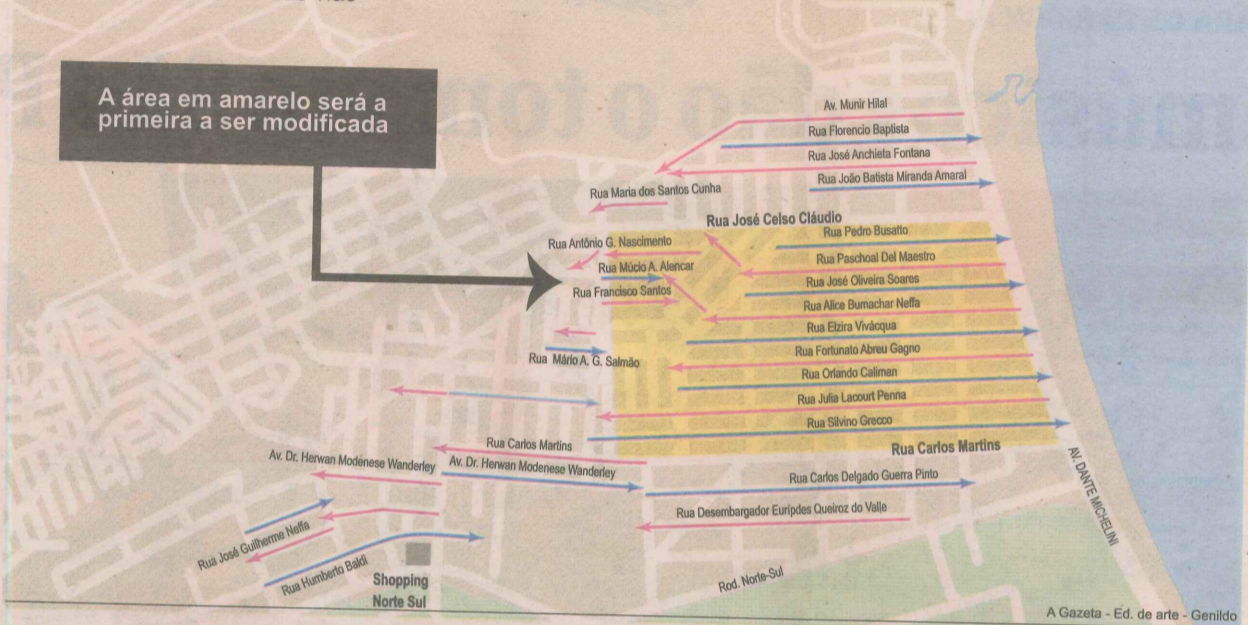 A área em amarelo será a
primeira a ser modificada
Av. Munir Hilal
Rua Florencio Baptista
Rua José Anchieta Fontana
Rua João Batista Miranda Amaral
Rua Maria dos Santos Cunha
Rua José Celso Cláudio
Rua Pedro Busatto
Rua Antônio G. Nascimento
Rua Paschoal Del Maestro
Rua Múcio A. Alencar
Rua José Oliveira Soares
Rua Francisco Santos
Rua Alice Bumachar Neffa
Rua Elzira Vivácqua
Rua Mário A. G. Salmão
Rua Fortunato Abreu Gagno
Rua Orlando Caliman
Rua Julia Lacourt Penna
Rua Silvino Grecco
Rua Carlos Martins
Rua Carlos Martins
Av. Dr. Herwan Modenese Wanderley
Av. Dr. Herwan Modenese Wanderley
Rua Carlos Delgado Guerra Pinto
AV. DANTE MICHELINI
Rua Desembargador Euripdes Queiroz do Valle
Rua José Guilherme Neffa
Rua Humberto Baldi
Shopping
Norte Sul
Rod. Norte-Sul
A Gazeta - Ed. de arte - Genildo